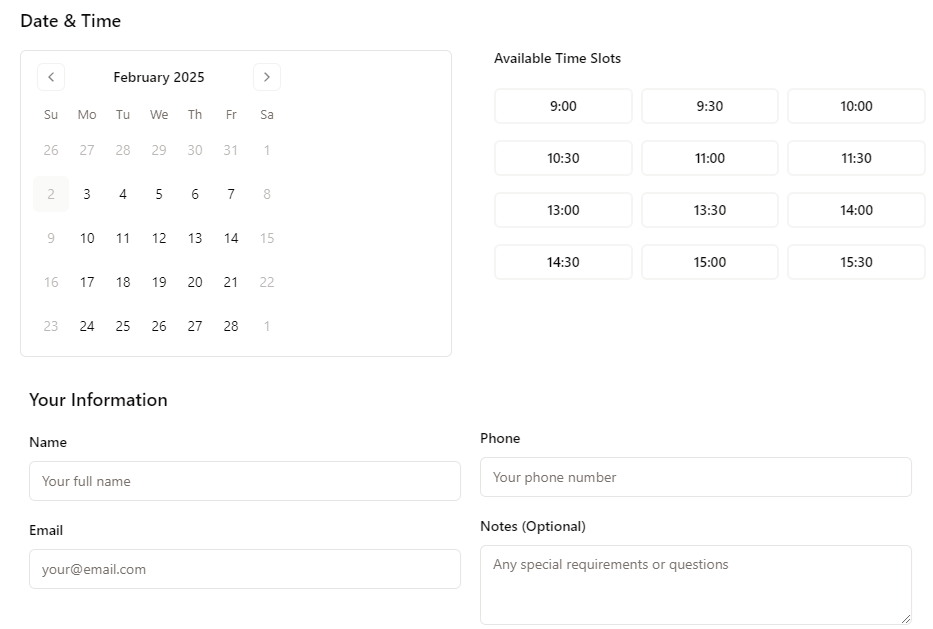 Date & Time
February 2025
Su Mo Tu We Th Fr Sa
26 27 28 29 30 31 1
2 3 4 5 6 7 8
9 10 11 12 13 14 15
16 17 18 19 20 21 22
23 24 25 26 27 28 1
Available Time Slots
9:00 9:30 10:00
10:30 11:00 11:30
13:00 13:30 14:00
14:30 15:00 15:30
Your Information
Name
Your full name
Phone
Your phone number
Email
your@email.com
Notes (Optional)
Any special requirements or questions